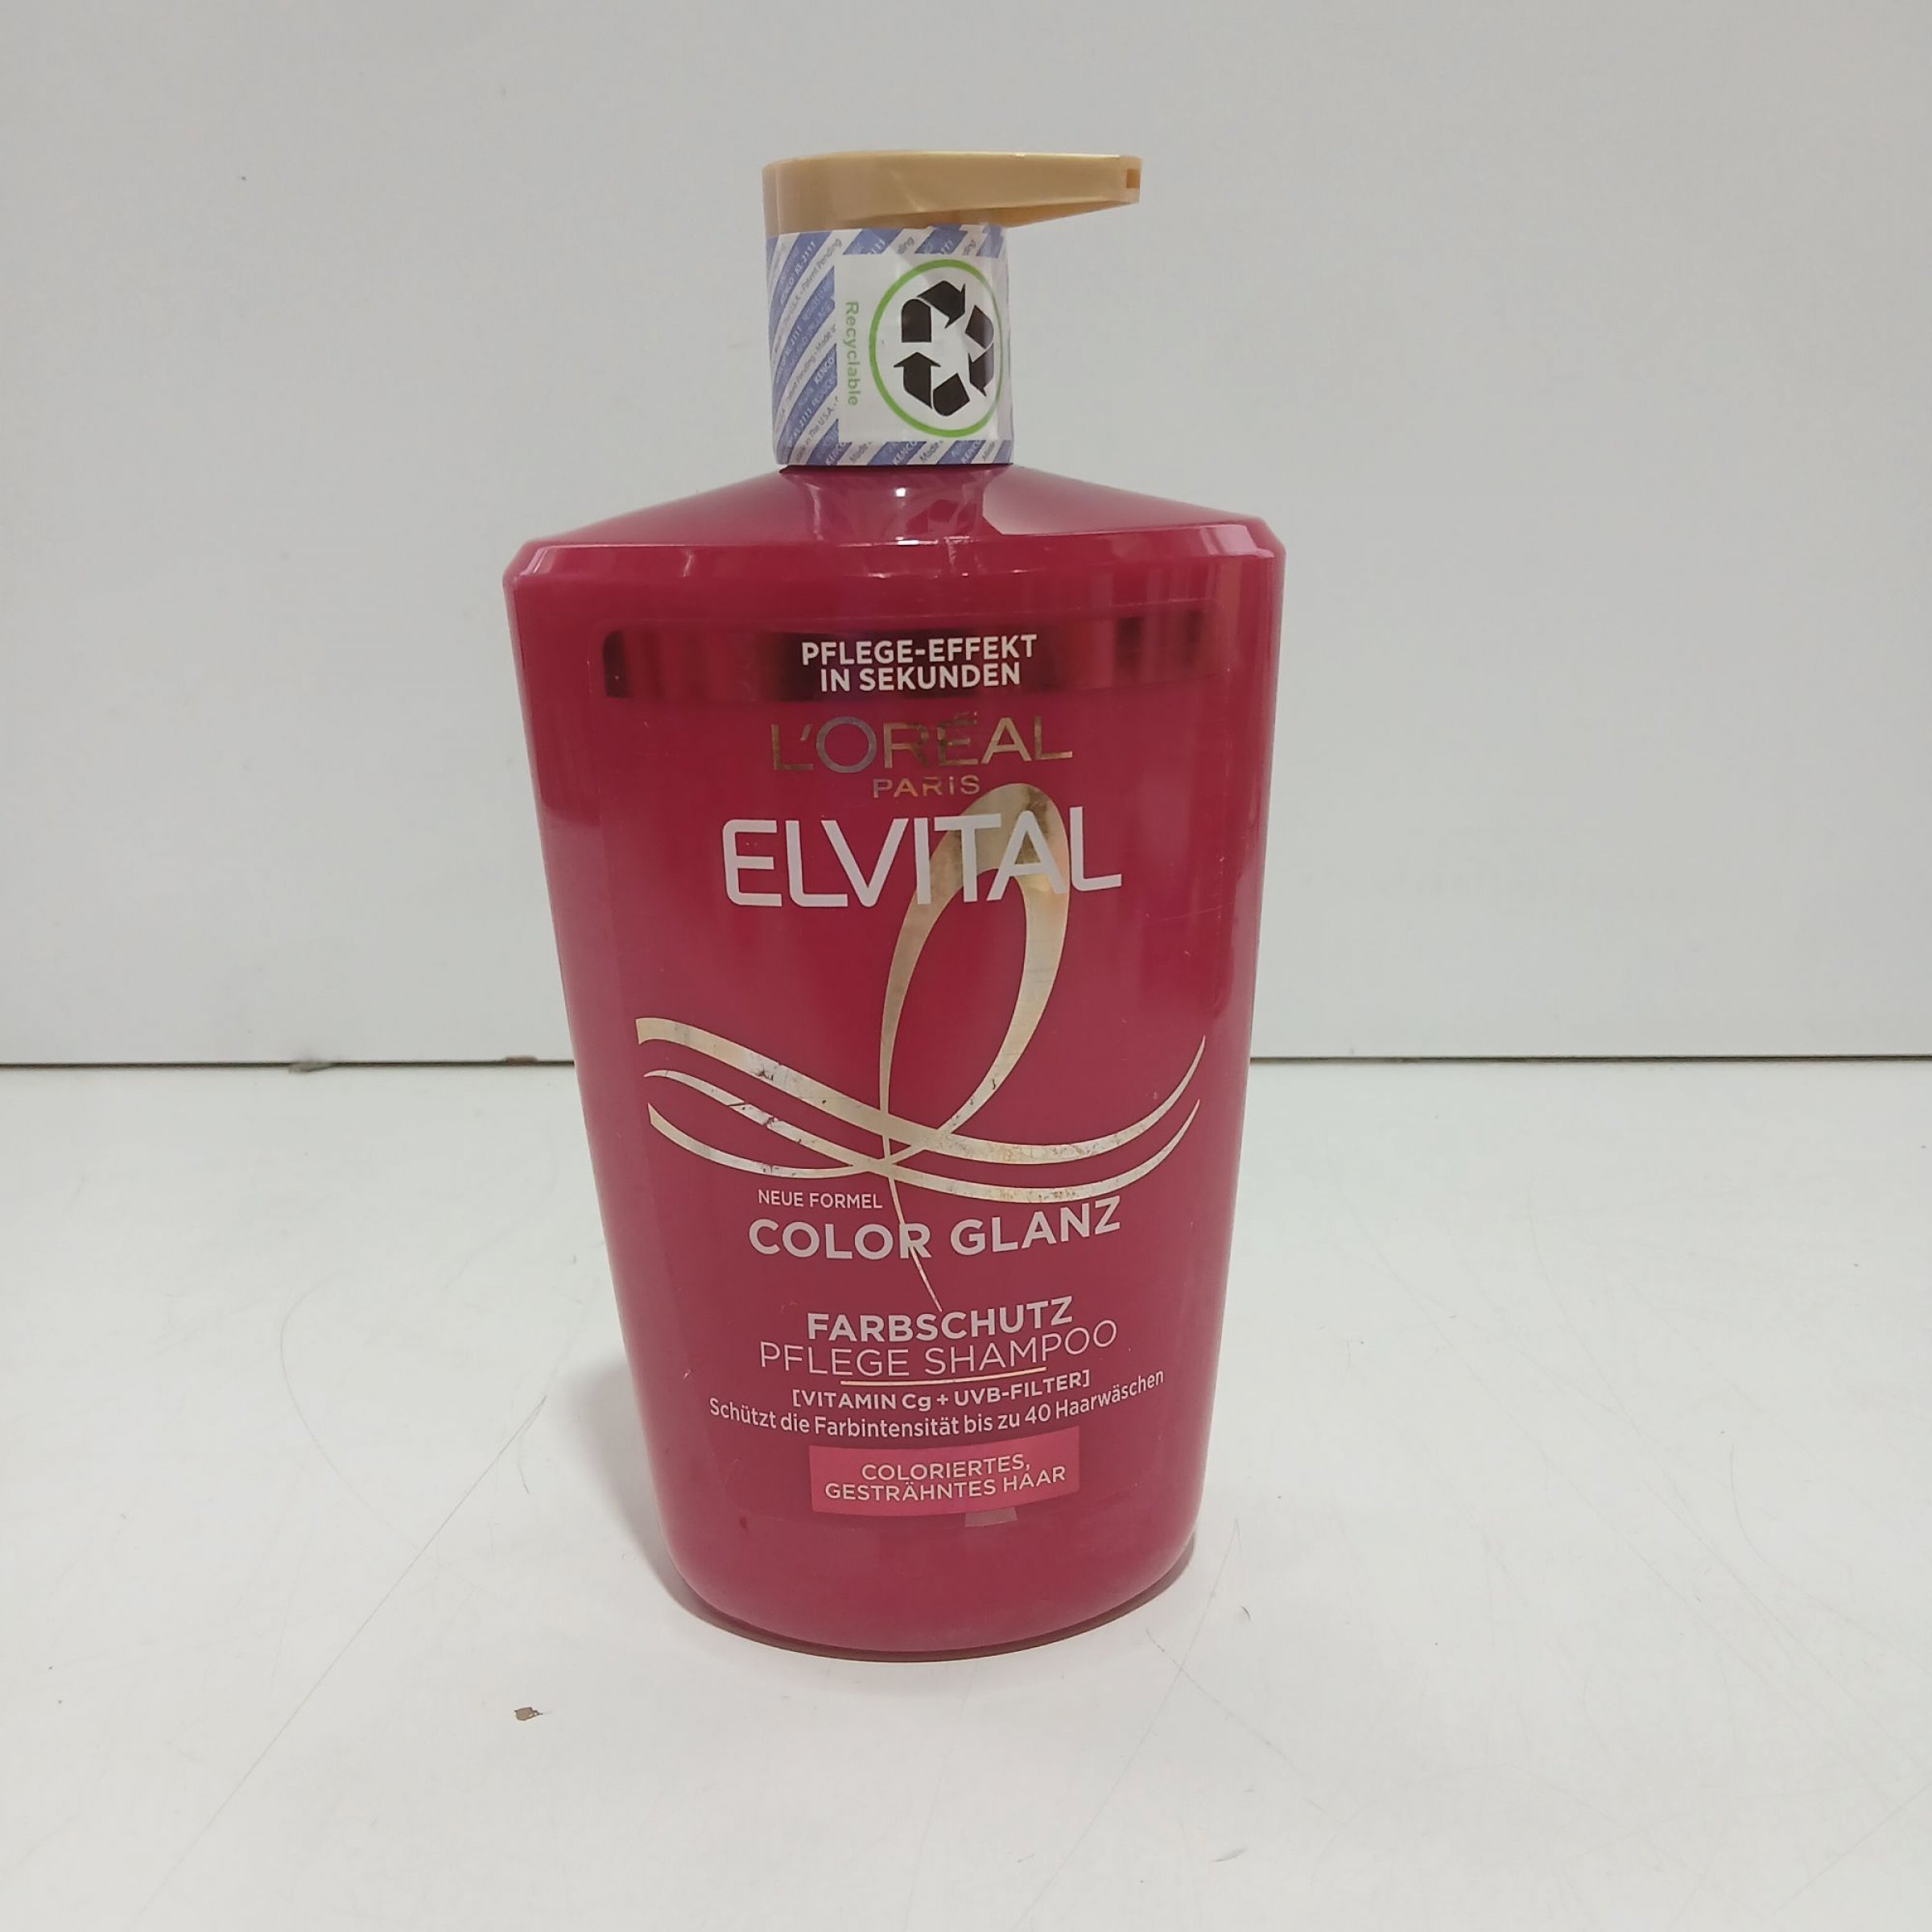 Recyclable
PFLEGE-EFFEKT
IN SEKUNDEN
L'ORÉAL
PARIS
ELVITAL
NEUE FORMEL
COLOR GLANZ
FARBSCHUTZ
PFLEGE SHAMPOO
[VITAMIN Cg + UVB-FILTER]
Schützt die Farbintensität bis zu 40 Haarwäschen
COLORIERTES,
GESTRÄHNTES HAAR